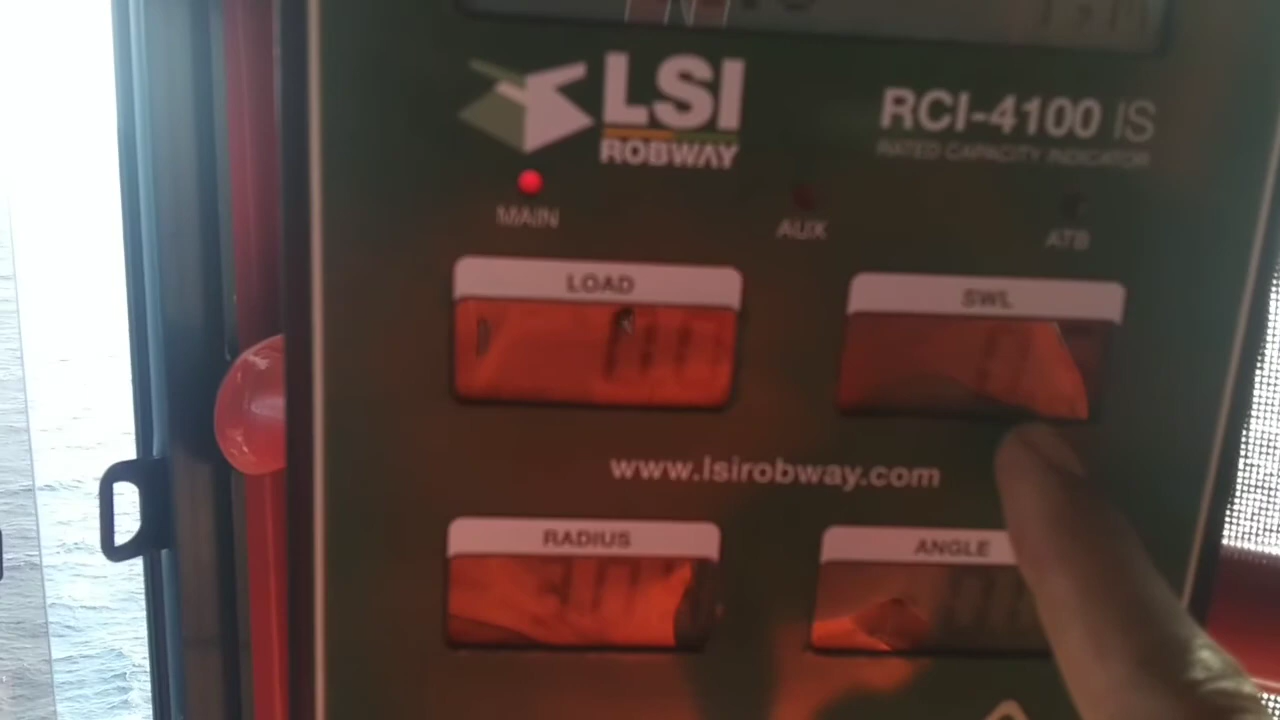 LSI
ROBWAY
RCI-4100 IS
RATED CAPACITY INDICATOR
MAIN
AUX
ATB
LOAD
SWL
www.lsirobway.com
RADIUS
ANGLE